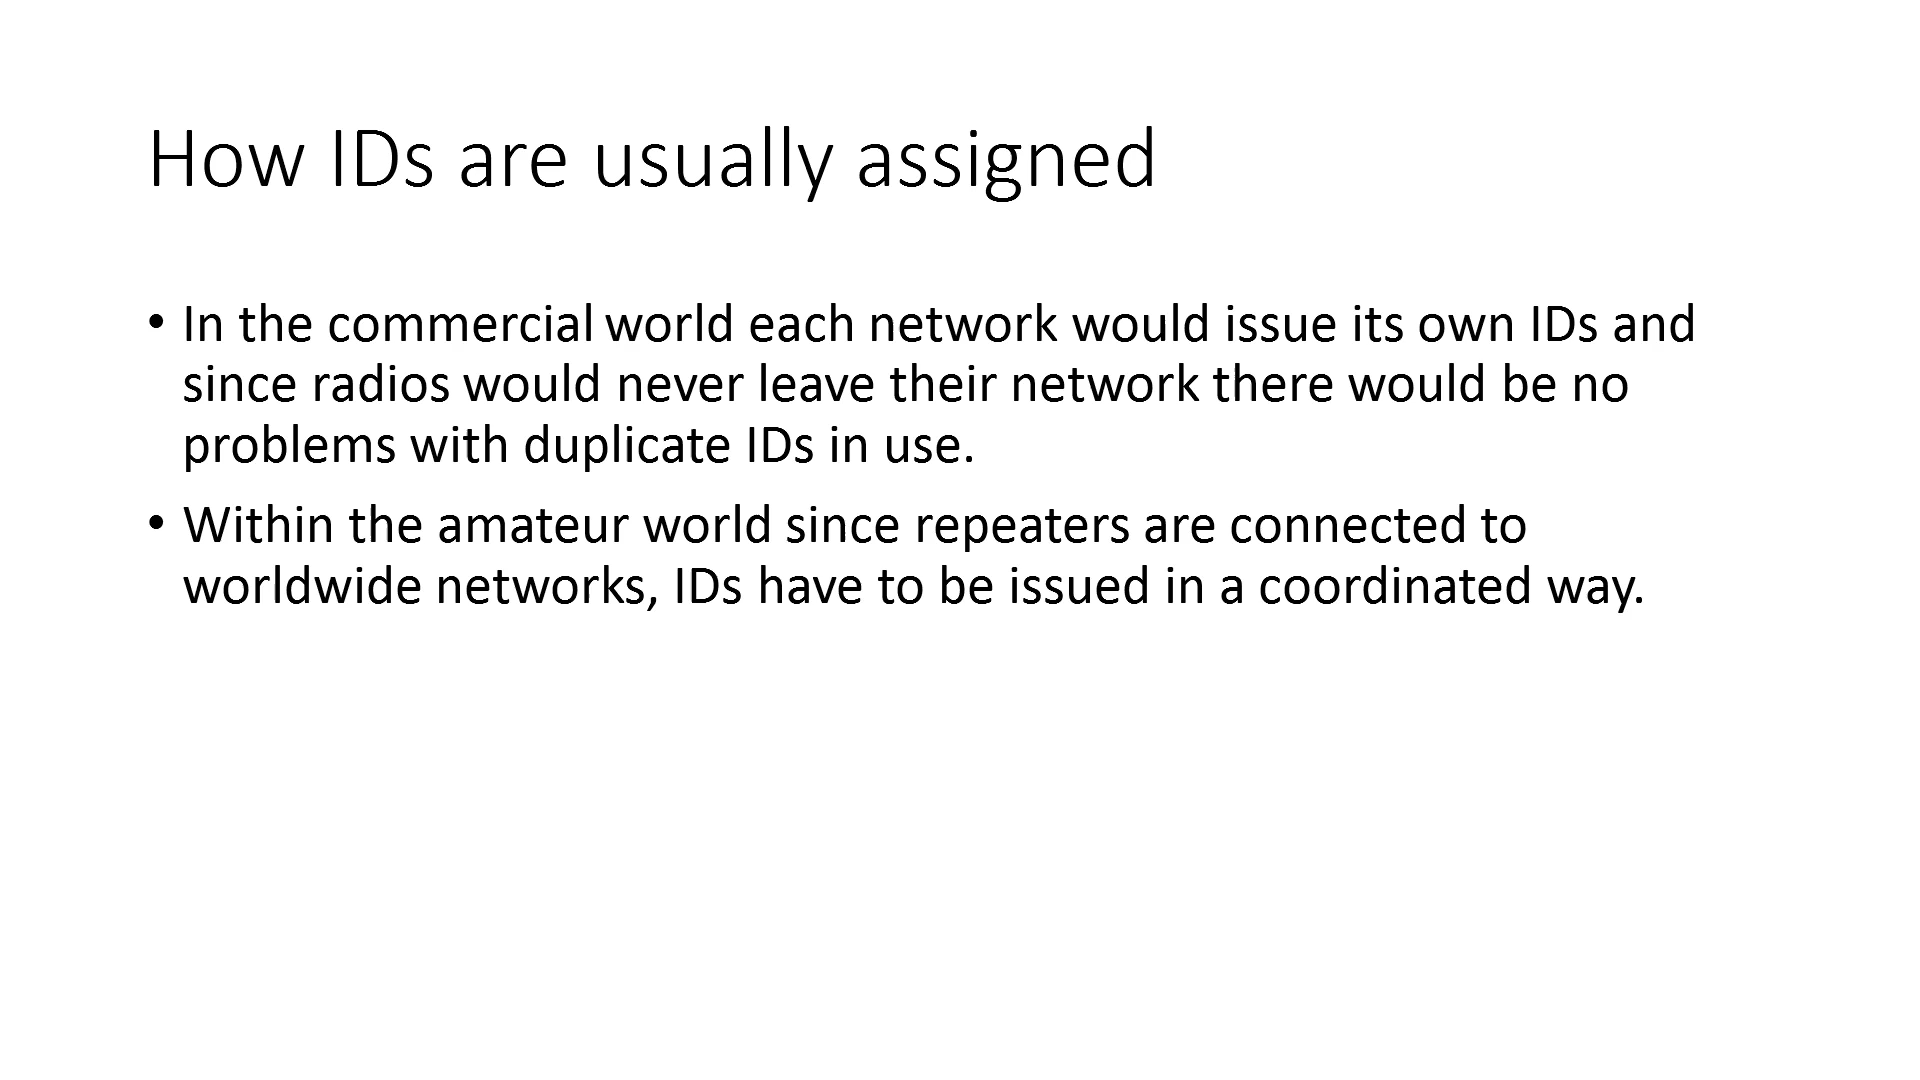 How IDs are usually assigned
• In the commercial world each network would issue its own IDs and
since radios would never leave their network there would be no
problems with duplicate IDs in use.
• Within the amateur world since repeaters are connected to
worldwide networks, IDs have to be issued in a coordinated way.